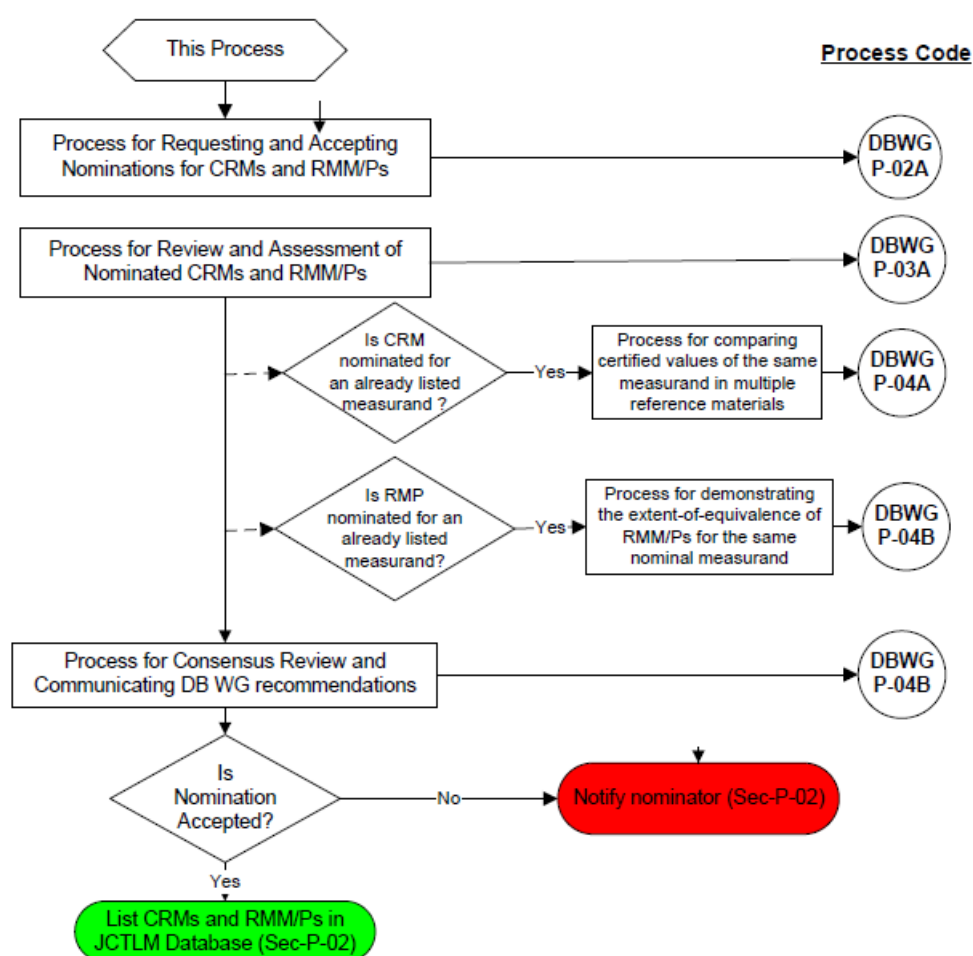 This Process
Process Code
Process for Requesting and Accepting
Nominations for CRMs and RMM/Ps
DBWG
P-02A
Process for Review and Assessment of
Nominated CRMs and RMM/Ps
DBWG
P-03A
Is CRM
nominated for
an already listed
measurand ?
Yes
Process for comparing
certified values of the same
measurand in multiple
reference materials
DBWG
P-04A
Is RMP
nominated for an
already listed
measurand?
Yes
Process for demonstrating
the extent-of-equivalence of
RMM/Ps for the same
nominal measurand
DBWG
P-04B
Process for Consensus Review and
Communicating DB WG recommendations
DBWG
P-04B
Is
Nomination
Accepted?
No
Notify nominator (Sec-P-02)
Yes
List CRMs and RMM/Ps in
JCTLM Database (Sec-P-02)